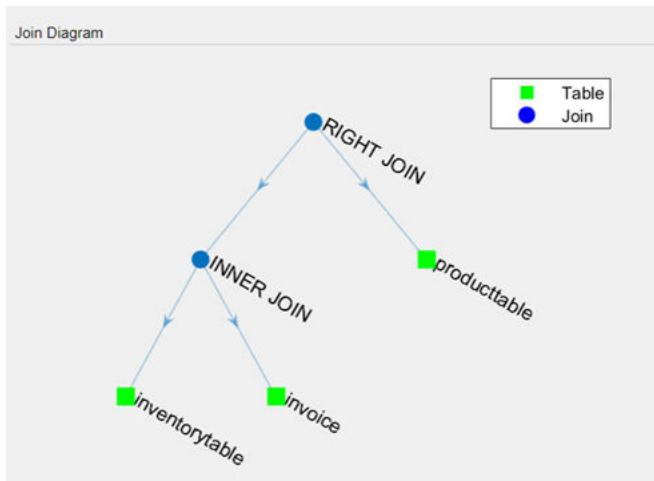 Join Diagram
Table
Join
RIGHT JOIN
INNER JOIN
producttable
inventorytable
invoice